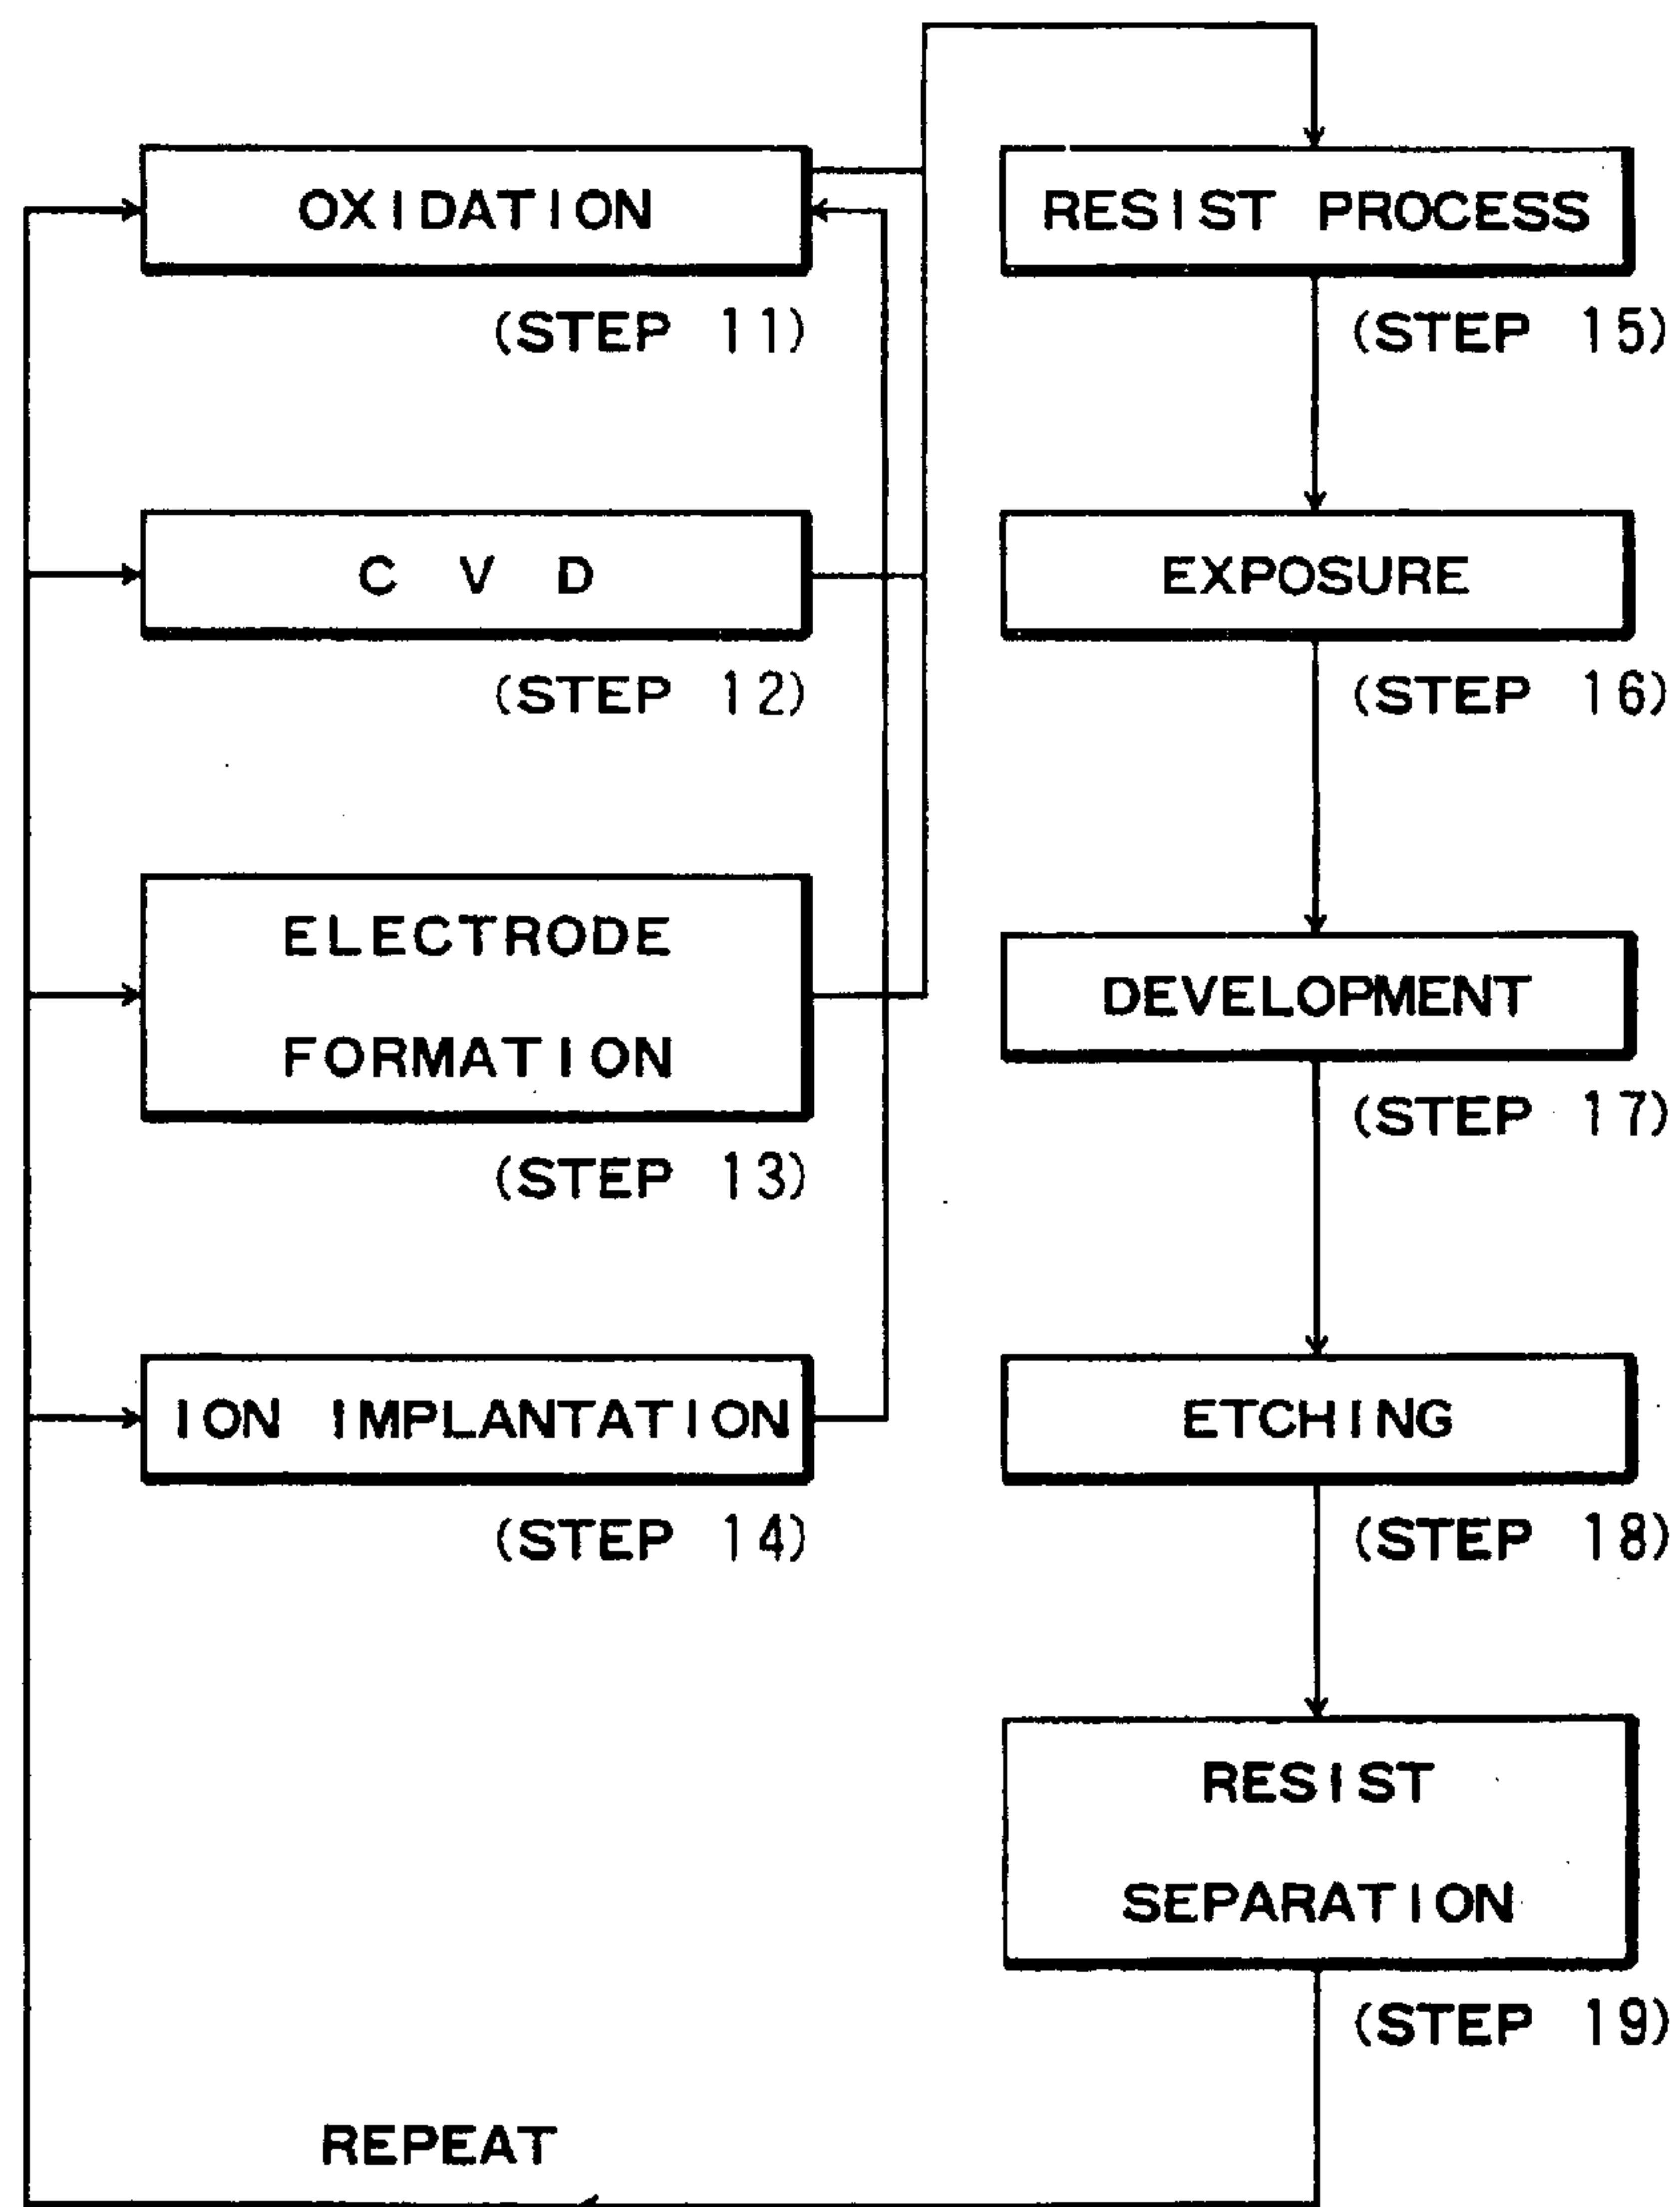 OXIDATION
(STEP 11)
C V D
(STEP 12)
ELECTRODE
FORMATION
(STEP 13)
ION IMPLANTATION
(STEP 14)
RESIST PROCESS
(STEP 15)
EXPOSURE
(STEP 16)
DEVELOPMENT
(STEP 17)
ETCHING
(STEP 18)
RESIST
SEPARATION
(STEP 19)
REPEAT